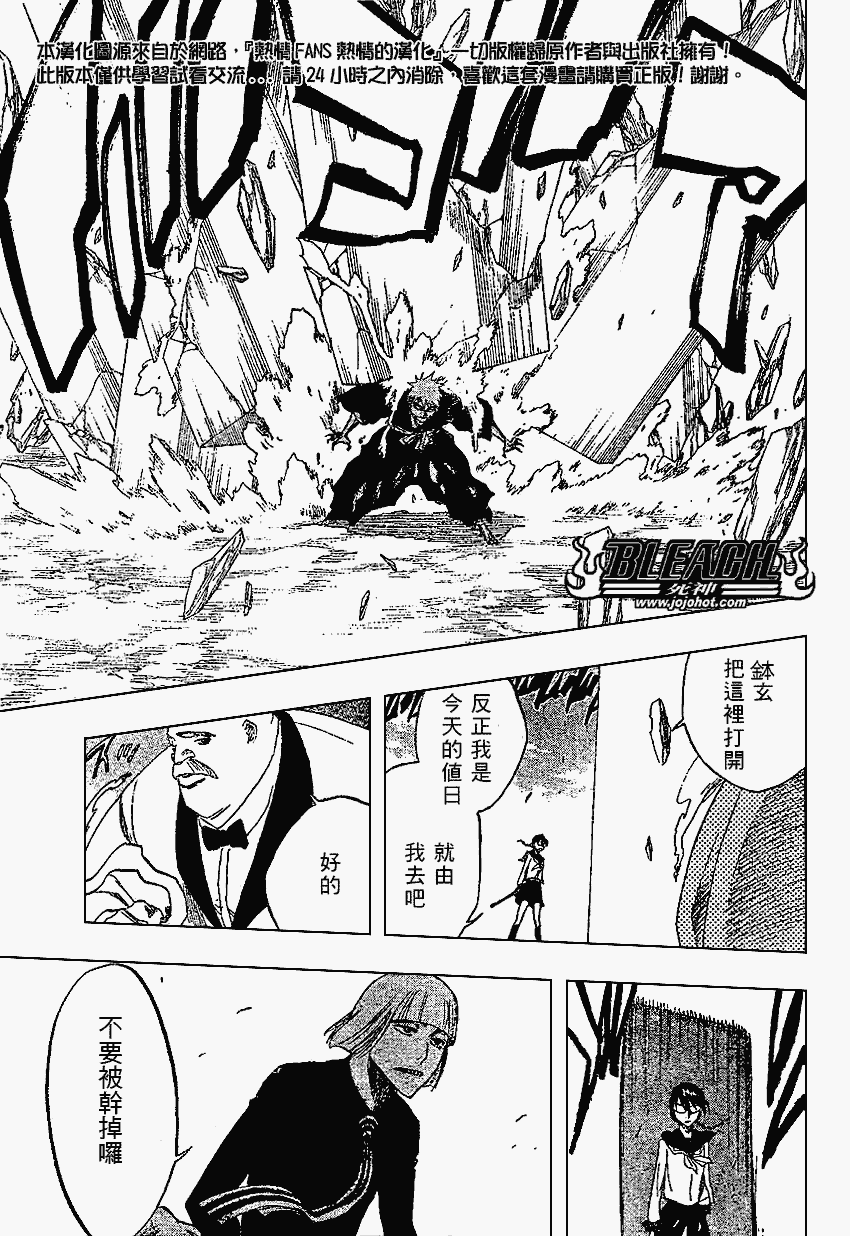 本漢化圖源來自於網路，『熱情FANS熱情的漢化』一切版權歸原作者與出版社擁有！
此版本僅供學習試看交流... 請24小時之內消除，喜歡這套漫畫請購買正版！謝謝。
BLEACH
死神
www.jojohot.com
鉢玄
把這裡打開
反正我是
今天的值日
就由
我去吧
好的
不要被幹掉囉